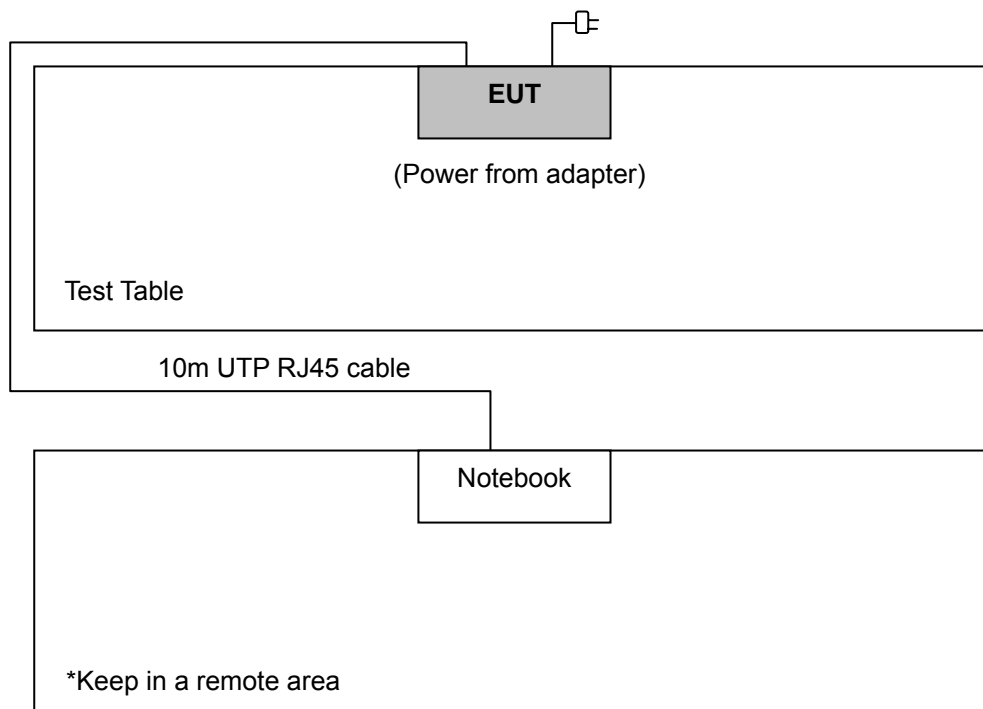 EUT
(Power from adapter)
Test Table
10m UTP RJ45 cable
Notebook
*Keep in a remote area